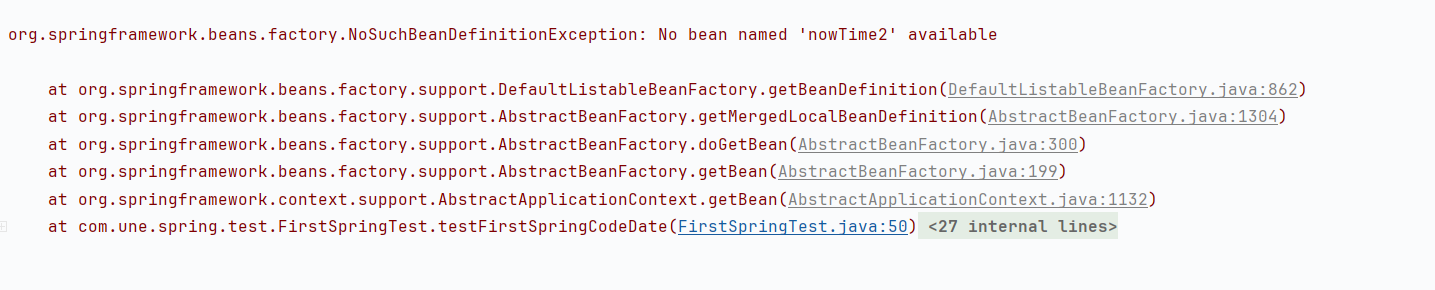 org.springframework.beans.factory.NoSuchBeanDefinitionException: No bean named 'nowTime2' available
at org.springframework.beans.factory.support.DefaultListableBeanFactory.getBeanDefinition(DefaultListableBeanFactory.java:862)
at org.springframework.beans.factory.support.AbstractBeanFactory.getMergedLocalBeanDefinition(AbstractBeanFactory.java:1304)
at org.springframework.beans.factory.support.AbstractBeanFactory.doGetBean(AbstractBeanFactory.java:300)
at org.springframework.beans.factory.support.AbstractBeanFactory.getBean(AbstractBeanFactory.java:199)
at org.springframework.context.support.AbstractApplicationContext.getBean(AbstractApplicationContext.java:1132)
at com.une.spring.test.FirstSpringTest.testFirstSpringCodeDate(FirstSpringTest.java:50) <27 internal lines>